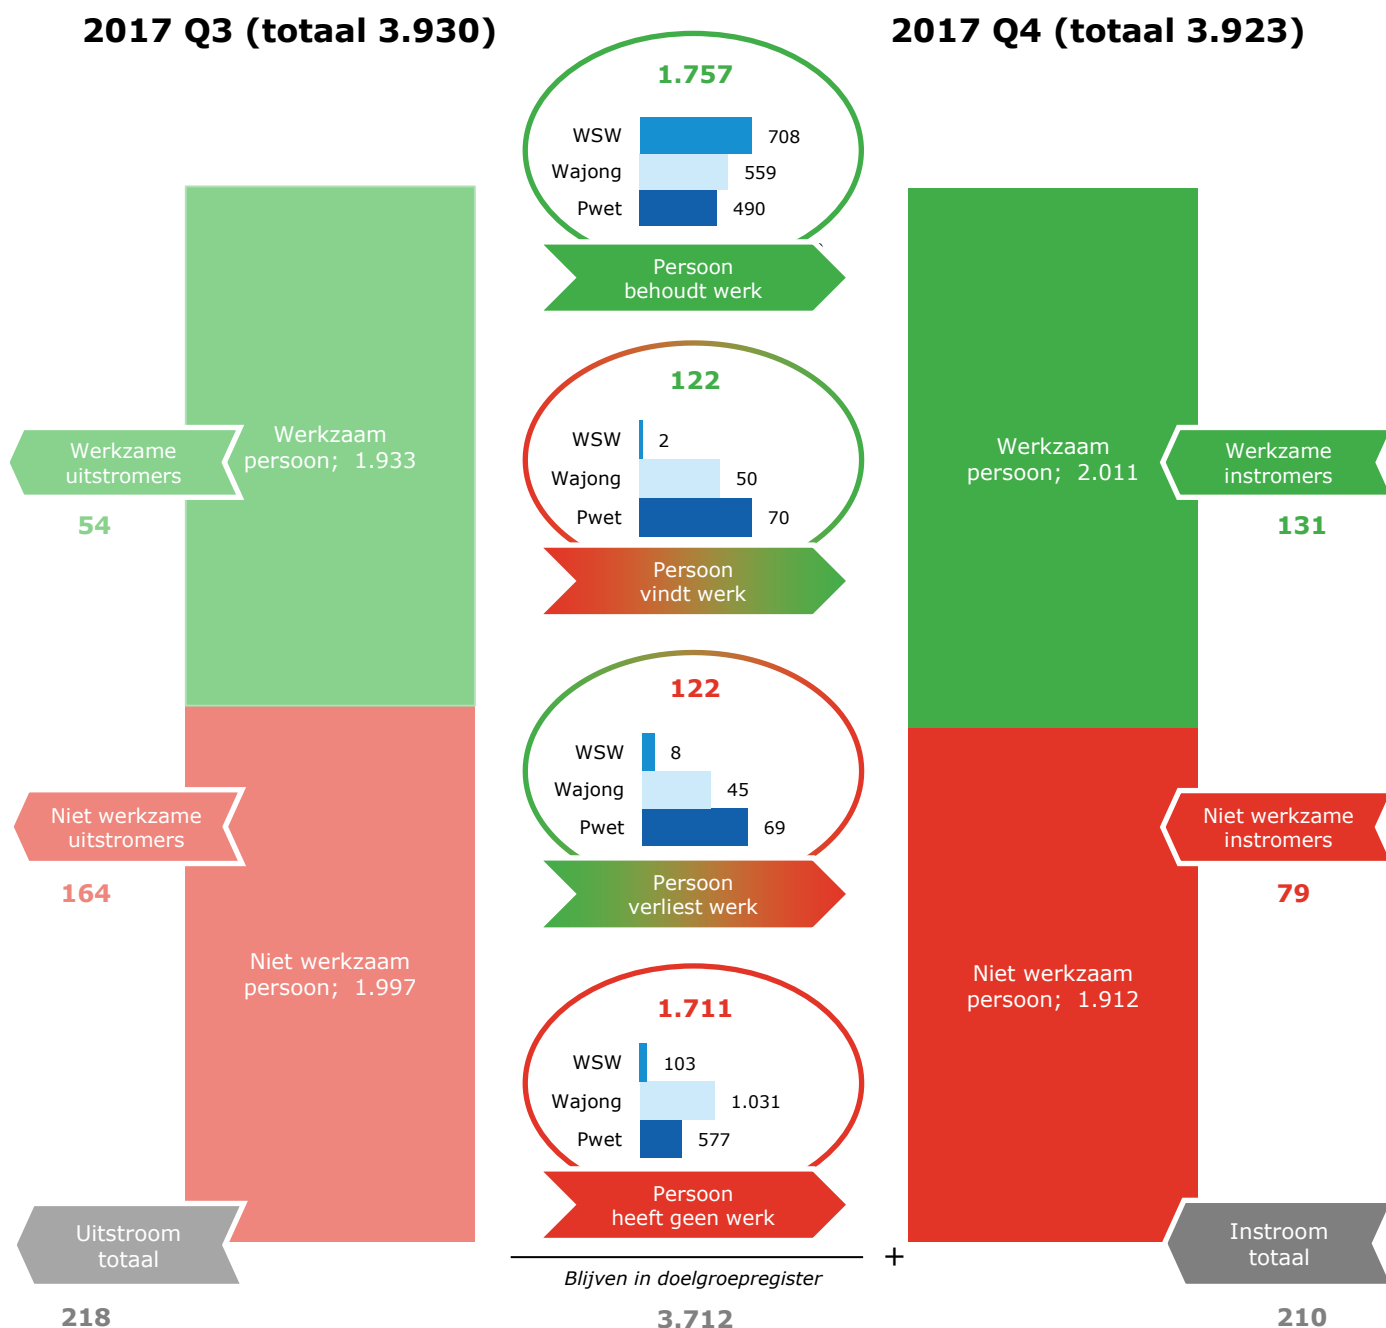 2017 Q3 (totaal 3.930)
2017 Q4 (totaal 3.923)
1.757
WSW 708
Wajong 559
Pwet 490
Persoon
behoudt werk
122
WSW 2
Wajong 50
Pwet 70
Persoon
vindt werk
122
WSW 8
Wajong 45
Pwet 69
Persoon
verliest werk
1.711
WSW 103
Wajong 1.031
Pwet 577
Persoon
heeft geen werk
Werkzame
uitstromers
54
Werkzaam
persoon; 1.933
Niet werkzame
uitstromers
164
Niet werkzaam
persoon; 1.997
Uitstroom
totaal
218
Werkzaam
persoon; 2.011
Werkzame
instromers
131
Niet werkzame
instromers
79
Niet werkzaam
persoon; 1.912
+
Blijven in doelgroepregister
3.712
Instroom
totaal
210